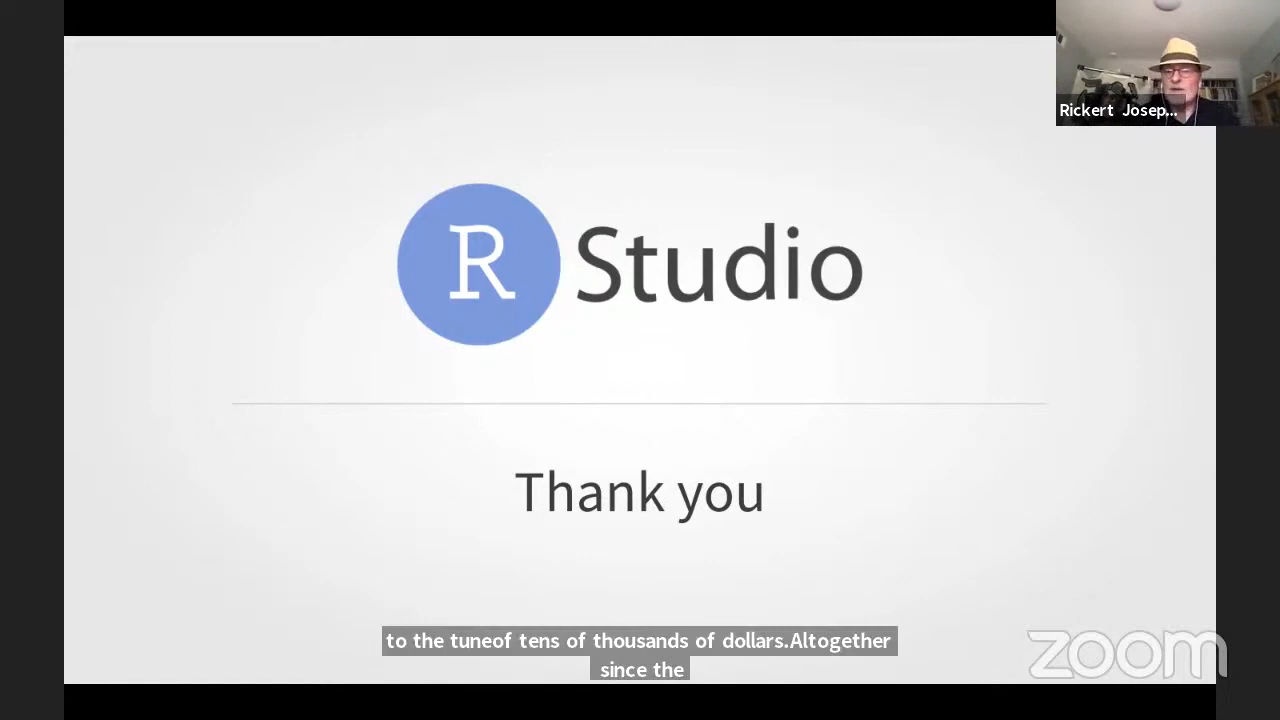 Rickert Josep...
R Studio
Thank you
to the tuneof tens of thousands of dollars.Altogether
since the
zoom